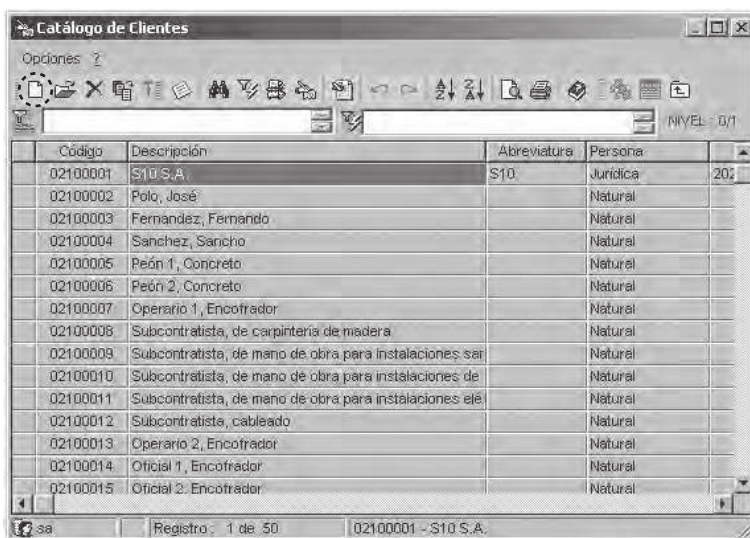 Catálogo de Clientes
Opciones ?
NIVEL : 0/1
Código Descripción Abreviatura Persona
02100001 S10 S.A. S10 Jurídica 202
02100002 Polo, José Natural
02100003 Fernandez, Fernando Natural
02100004 Sanchez, Sancho Natural
02100005 Peón 1, Concreto Natural
02100006 Peón 2, Concreto Natural
02100007 Operario 1, Encofrador Natural
02100008 Subcontratista, de carpintería de madera Natural
02100009 Subcontratista, de mano de obra para instalaciones sar Natural
02100010 Subcontratista, de mano de obra para instalaciones de Natural
02100011 Subcontratista, de mano de obra para instalaciones elé Natural
02100012 Subcontratista, cableado Natural
02100013 Operario 2, Encofrador Natural
02100014 Oficial 1, Encofrador Natural
02100015 Oficial 2, Encofrador Natural
sa Registro : 1 de 50 02100001 - S10 S.A.